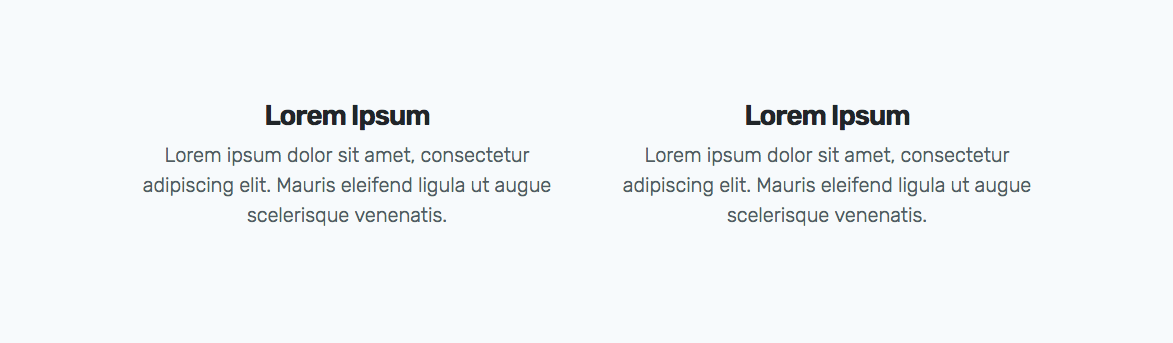 Lorem Ipsum
Lorem ipsum dolor sit amet, consectetur
adipiscing elit. Mauris eleifend ligula ut augue
scelerisque venenatis.
Lorem Ipsum
Lorem ipsum dolor sit amet, consectetur
adipiscing elit. Mauris eleifend ligula ut augue
scelerisque venenatis.